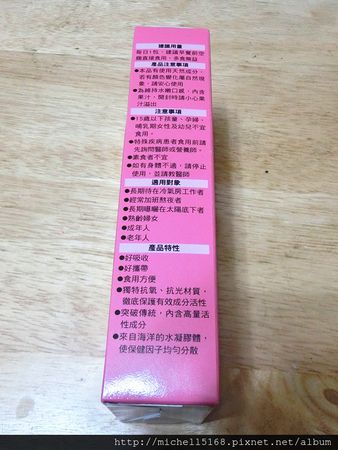 建議用量
每日1包，建議早餐前空
腹直接食用，多食無益
產品注意事項
●本品有使用天然成分，
若有顏色變化屬自然現
象，請安心使用
●為維持水嫩口感，內含
果汁，開封時請小心果
汁溢出
注意事項
●15歲以下孩童、孕婦、
哺乳期女性及幼兒不宜
食用。
●特殊疾病患者食用前請
先詢問醫師或營養師。
●素食者不宜
●如有身體不適，請停止
使用，並請教醫師
適用對象
●長期待在冷氣房工作者
●經常加班熬夜者
●長期曝曬在太陽底下者
●熟齡婦女
●成年人
●老年人
產品特性
●好吸收
●好攜帶
●食用方便
●獨特抗氧、抗光材質，
徹底保護有效成分活性
●突破傳統，內含高量活
性成分
●來自海洋的水凝膠體，
使保健因子均勻分散
http://michell5168.pixnet.net/album